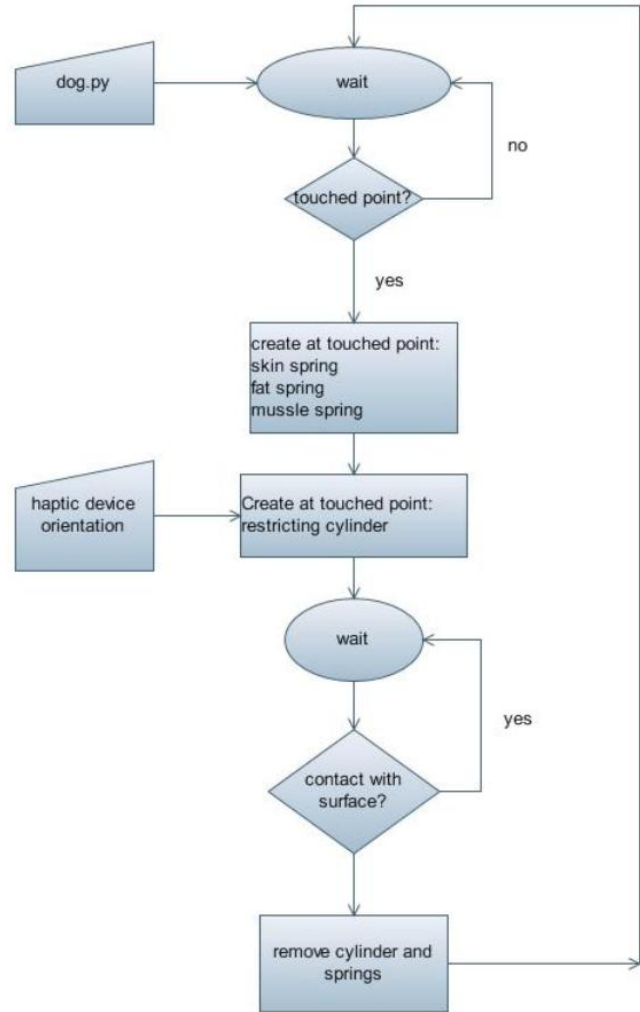 dog.py
wait
no
touched point?
yes
create at touched point:
skin spring
fat spring
mussle spring
haptic device
orientation
Create at touched point:
restricting cylinder
wait
yes
contact with
surface?
remove cylinder and
springs